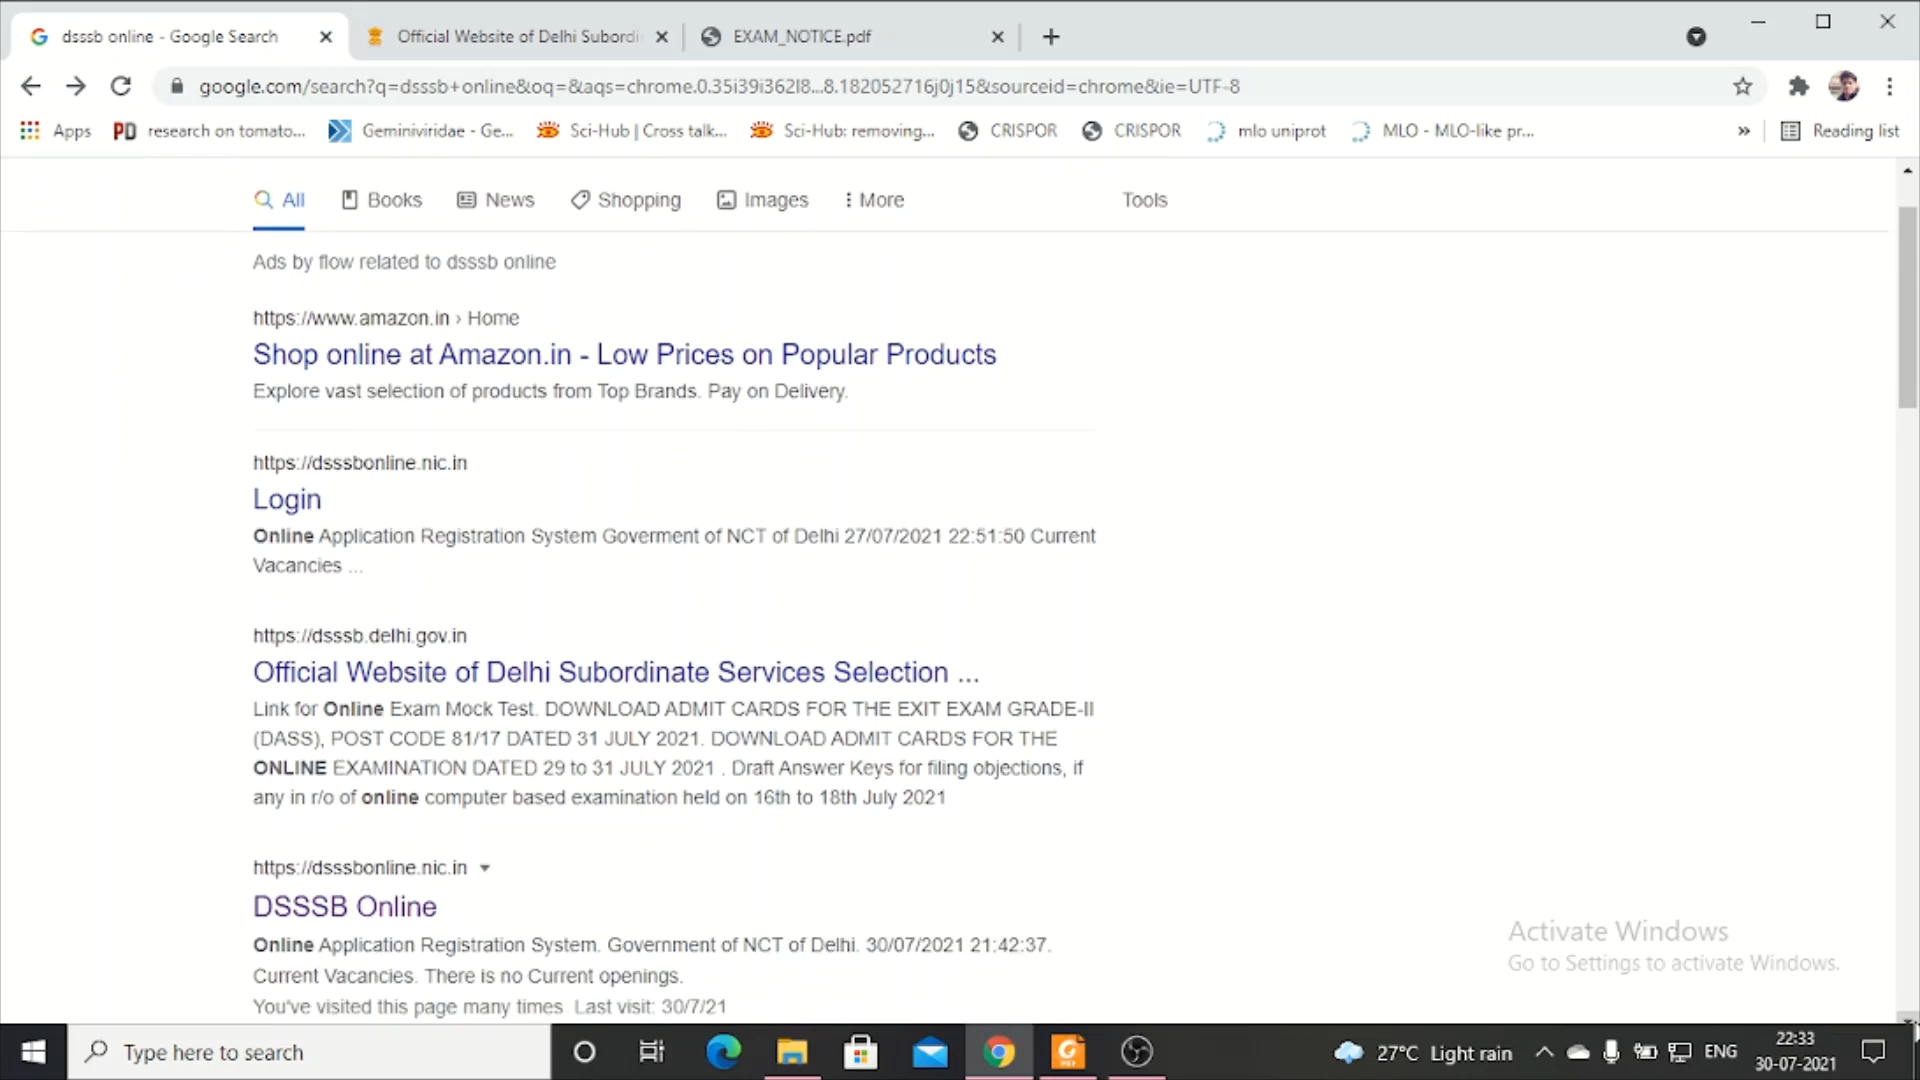 dsssb online - Google Search
Official Website of Delhi Subordi
EXAM_NOTICE.pdf
google.com/search?q=dsssb+online&oq=&aqs=chrome.0.35i39i362l8...8.182052716j0j15&sourceid=chrome&ie=UTF-8
Apps
PD research on tomato...
Geminiviridae - Ge...
Sci-Hub | Cross talk...
Sci-Hub: removing...
CRISPOR
CRISPOR
mlo uniprot
MLO - MLO-like pr...
»
Reading list
All
Books
News
Shopping
Images
More
Tools
Ads by flow related to dsssb online
https://www.amazon.in › Home
Shop online at Amazon.in - Low Prices on Popular Products
Explore vast selection of products from Top Brands. Pay on Delivery.
https://dsssbonline.nic.in
Login
Online Application Registration System Goverment of NCT of Delhi 27/07/2021 22:51:50 Current
Vacancies ...
https://dsssb.delhi.gov.in
Official Website of Delhi Subordinate Services Selection ...
Link for Online Exam Mock Test. DOWNLOAD ADMIT CARDS FOR THE EXIT EXAM GRADE-II
(DASS), POST CODE 81/17 DATED 31 JULY 2021. DOWNLOAD ADMIT CARDS FOR THE
ONLINE EXAMINATION DATED 29 to 31 JULY 2021 . Draft Answer Keys for filing objections, if
any in r/o of online computer based examination held on 16th to 18th July 2021
https://dsssbonline.nic.in
DSSSB Online
Online Application Registration System. Government of NCT of Delhi. 30/07/2021 21:42:37.
Current Vacancies. There is no Current openings.
You've visited this page many times. Last visit: 30/7/21
Activate Windows
Go to Settings to activate Windows.
Type here to search
27°C Light rain
ENG
22:33
30-07-2021